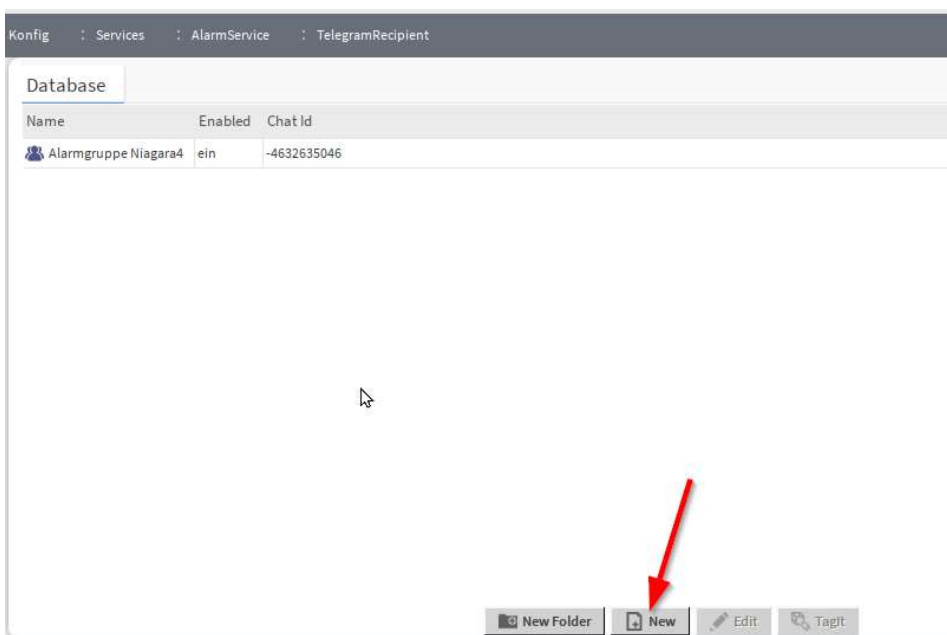 Konfig : Services : AlarmService : TelegramRecipient
Database
Name Enabled Chat Id
Alarmgruppe Niagara4 ein -4632635046
New Folder New Edit TagIt